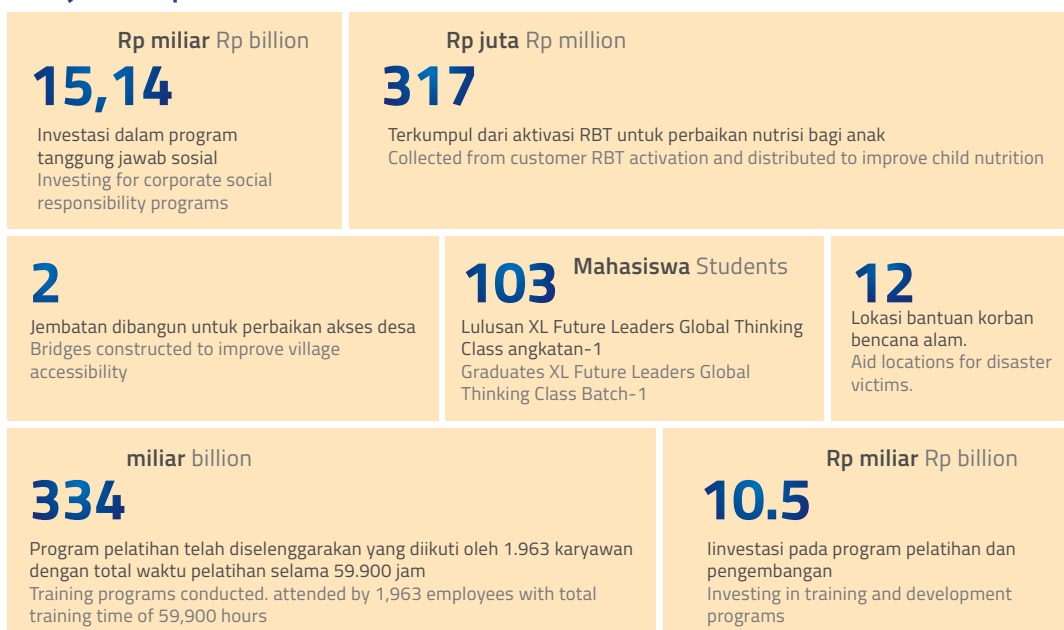 Rp miliar Rp billion
15,14
Investasi dalam program
tanggung jawab sosial
Investing for corporate social
responsibility programs
Rp juta Rp million
317
Terkumpul dari aktivasi RBT untuk perbaikan nutrisi bagi anak
Collected from customer RBT activation and distributed to improve child nutrition
2
Jembatan dibangun untuk perbaikan akses desa
Bridges constructed to improve village
accessibility
103 Mahasiswa Students
Lulusan XL Future Leaders Global Thinking
Class angkatan-1
Graduates XL Future Leaders Global
Thinking Class Batch-1
12
Lokasi bantuan korban
bencana alam.
Aid locations for disaster
victims.
miliar billion
334
Program pelatihan telah diselenggarakan yang diikuti oleh 1.963 karyawan
dengan total waktu pelatihan selama 59.900 jam
Training programs conducted. attended by 1,963 employees with total
training time of 59,900 hours
Rp miliar Rp billion
10.5
Iinvestasi pada program pelatihan dan
pengembangan
Investing in training and development
programs